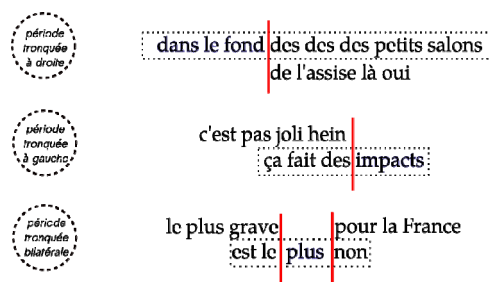 période
tronquée
à droite
dans le fond des des des petits salons
de l'assise là oui
période
tronquée
à gauche
c'est pas joli hein
ça fait des impacts
période
tronquée
bilatérale
le plus grave pour la France
est le plus non